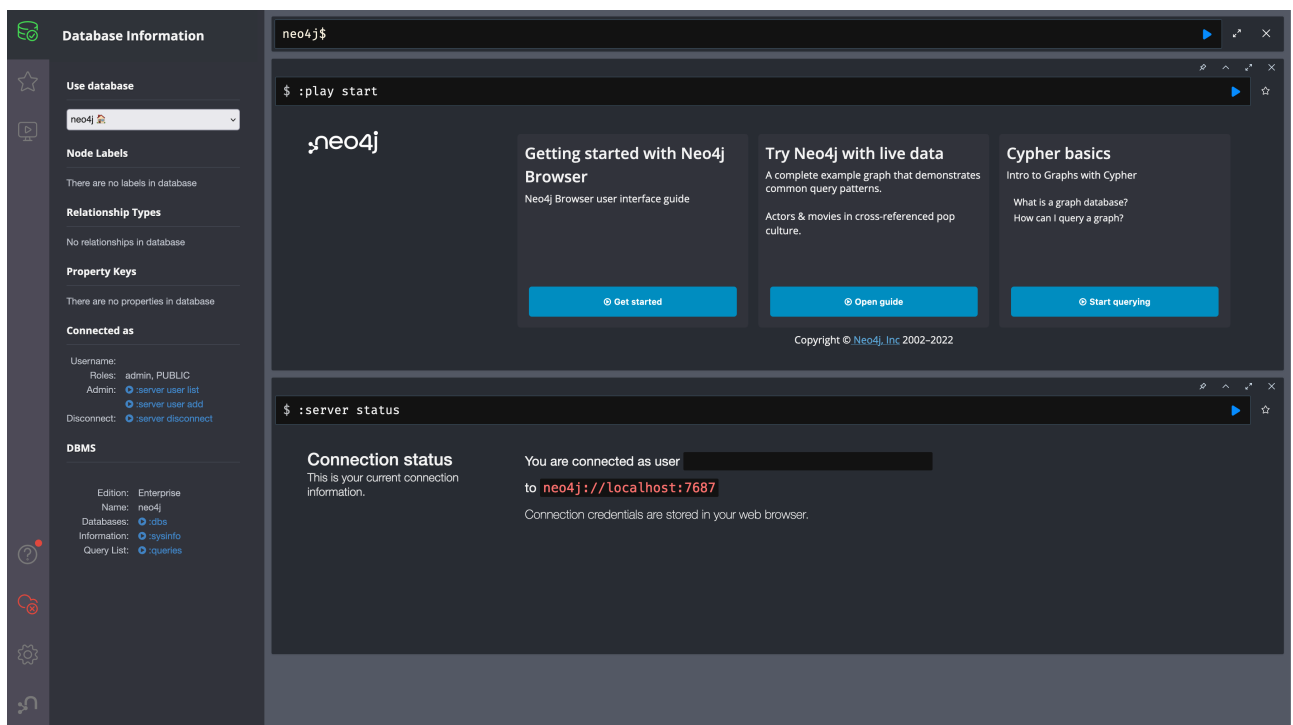 Database Information
Use database
neo4j
Node Labels
There are no labels in database
Relationship Types
No relationships in database
Property Keys
There are no properties in database
Connected as
Username:
Roles: admin, PUBLIC
Admin: :server user list
:server user add
Disconnect: :server disconnect
DBMS
Edition: Enterprise
Name: neo4j
Databases: :dbs
Information: :sysinfo
Query List: :queries
neo4j$
$ :play start
neo4j
Getting started with Neo4j
Browser
Neo4j Browser user interface guide
Get started
Try Neo4j with live data
A complete example graph that demonstrates
common query patterns.
Actors & movies in cross-referenced pop
culture.
Open guide
Cypher basics
Intro to Graphs with Cypher
What is a graph database?
How can I query a graph?
Start querying
Copyright © Neo4j, Inc 2002–2022
$ :server status
Connection status
This is your current connection
information.
You are connected as user
to neo4j://localhost:7687
Connection credentials are stored in your web browser.